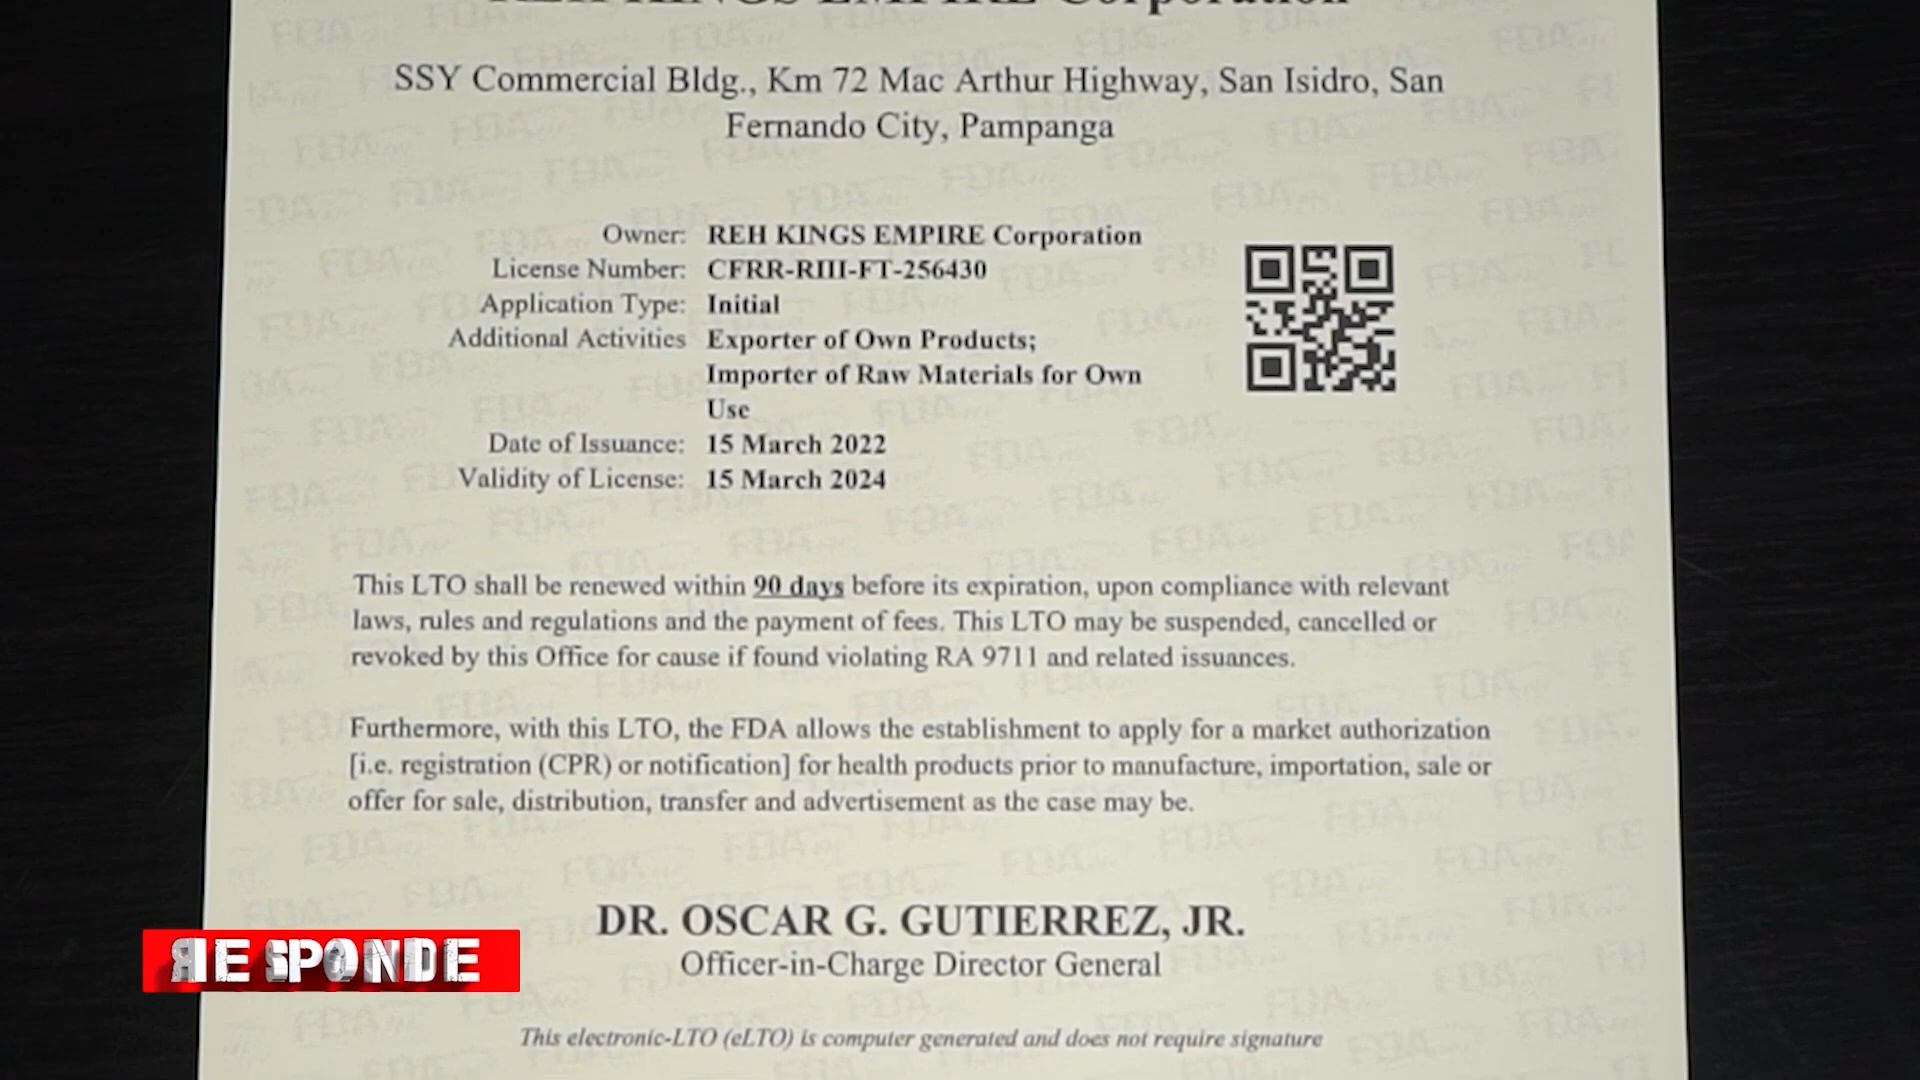 REH KINGS EMPIRE Corporation
SSY Commercial Bldg., Km 72 Mac Arthur Highway, San Isidro, San
Fernando City, Pampanga
Owner: REH KINGS EMPIRE Corporation
License Number: CFRR-RIII-FT-256430
Application Type: Initial
Additional Activities Exporter of Own Products;
Importer of Raw Materials for Own
Use
Date of Issuance: 15 March 2022
Validity of License: 15 March 2024
This LTO shall be renewed within 90 days before its expiration, upon compliance with relevant
laws, rules and regulations and the payment of fees. This LTO may be suspended, cancelled or
revoked by this Office for cause if found violating RA 9711 and related issuances.
Furthermore, with this LTO, the FDA allows the establishment to apply for a market authorization
[i.e. registration (CPR) or notification] for health products prior to manufacture, importation, sale or
offer for sale, distribution, transfer and advertisement as the case may be.
DR. OSCAR G. GUTIERREZ, JR.
Officer-in-Charge Director General
This electronic-LTO (eLTO) is computer generated and does not require signature
RESPONDE